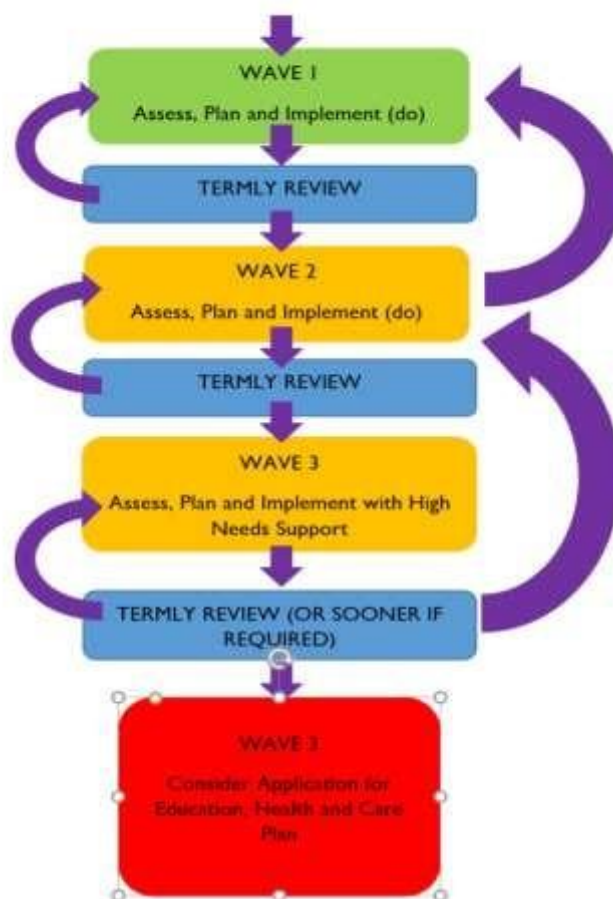 WAVE 1
Assess, Plan and Implement (do)
TERMLY REVIEW
WAVE 2
Assess, Plan and Implement (do)
TERMLY REVIEW
WAVE 3
Assess, Plan and Implement with High
Needs Support
TERMLY REVIEW (OR SOONER IF
REQUIRED)
WAVE 3
Consider Application for
Education, Health and Care
Plan